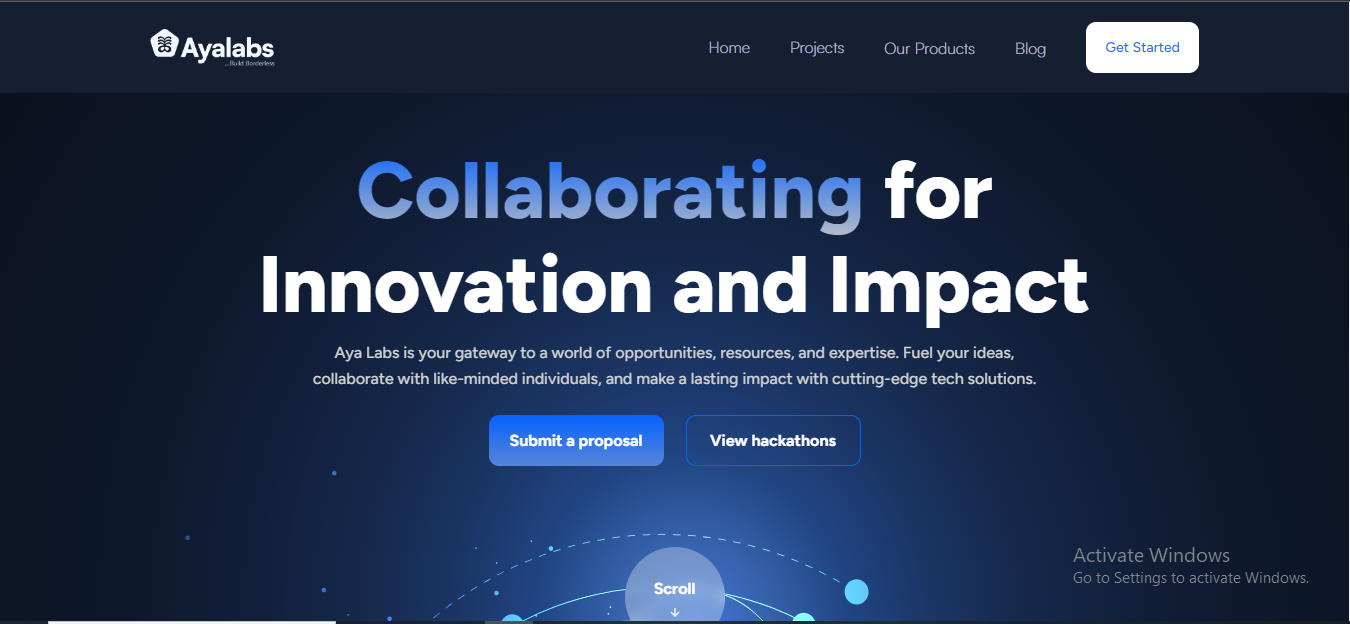 Ayalabs
...Build Borderless
Home Projects Our Products Blog Get Started
Collaborating for
Innovation and Impact
Aya Labs is your gateway to a world of opportunities, resources, and expertise. Fuel your ideas,
collaborate with like-minded individuals, and make a lasting impact with cutting-edge tech solutions.
Submit a proposal View hackathons
Scroll
Activate Windows
Go to Settings to activate Windows.